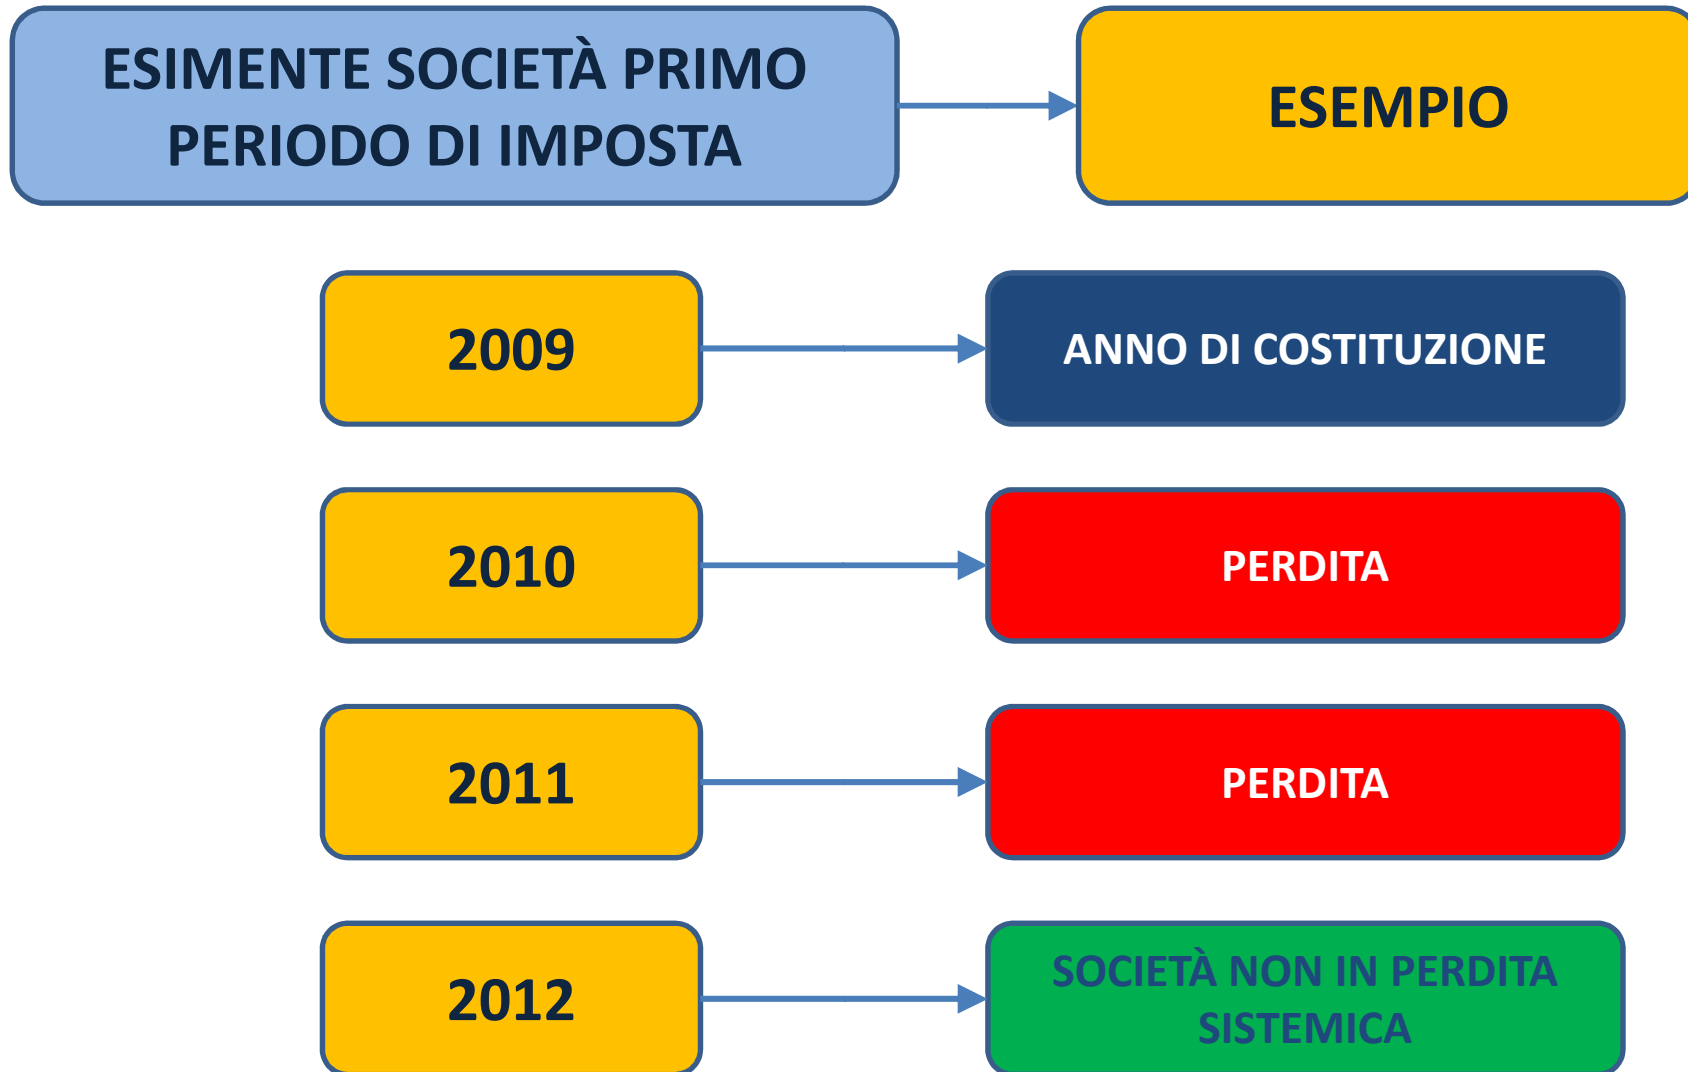 ESIMENTE SOCIETÀ PRIMO
PERIODO DI IMPOSTA
ESEMPIO
2009
ANNO DI COSTITUZIONE
2010
PERDITA
2011
PERDITA
2012
SOCIETÀ NON IN PERDITA
SISTEMICA